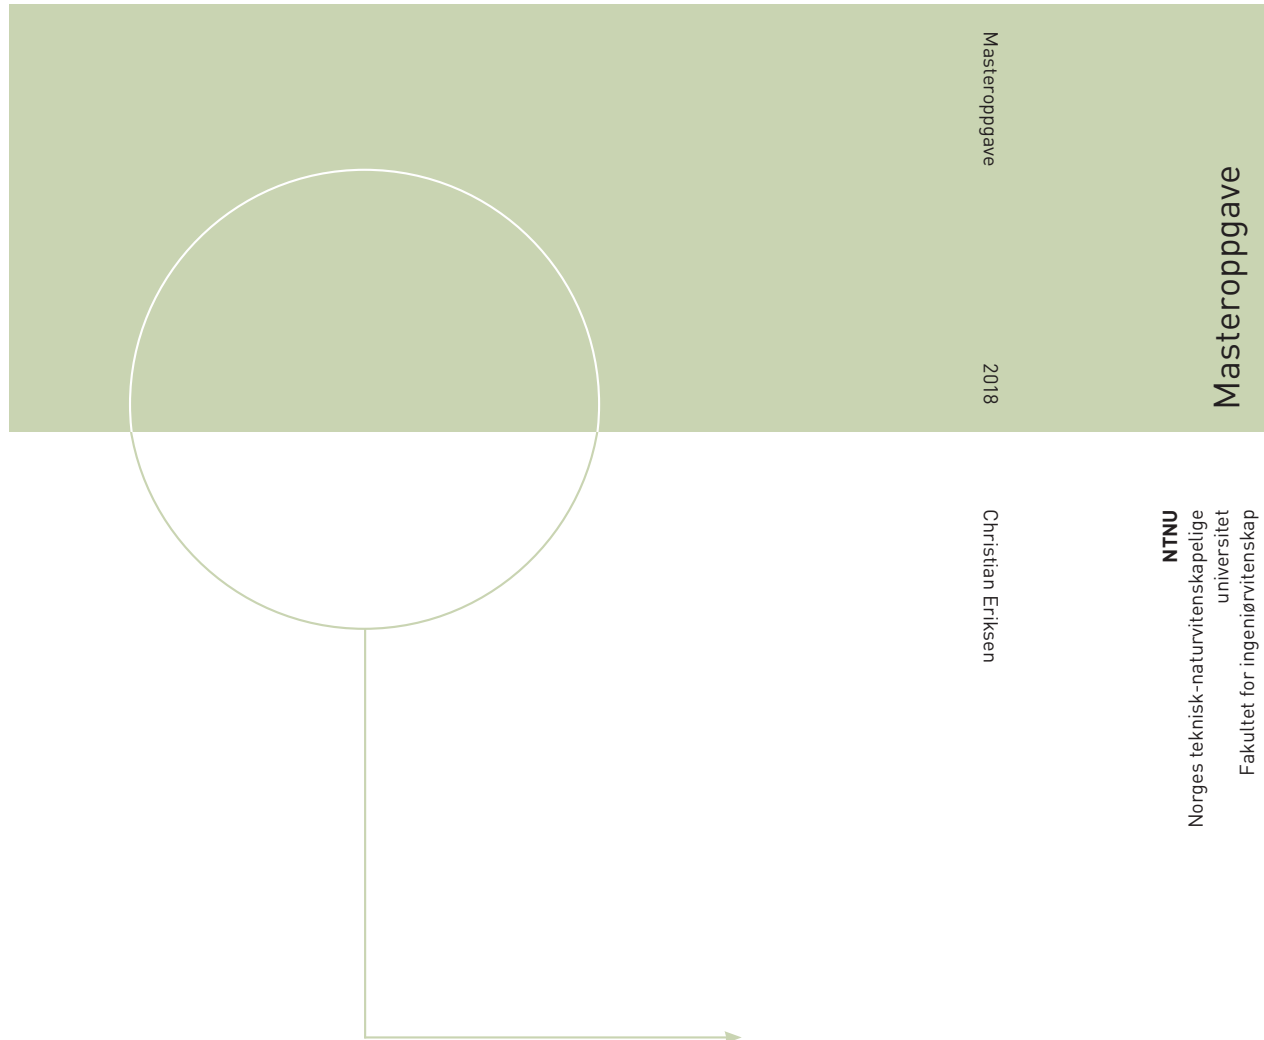 Masteroppgave
2018
Christian Eriksen
Masteroppgave
NTNU
Norges teknisk-naturvitenskapelige
universitet
Fakultet for ingeniørvitenskap